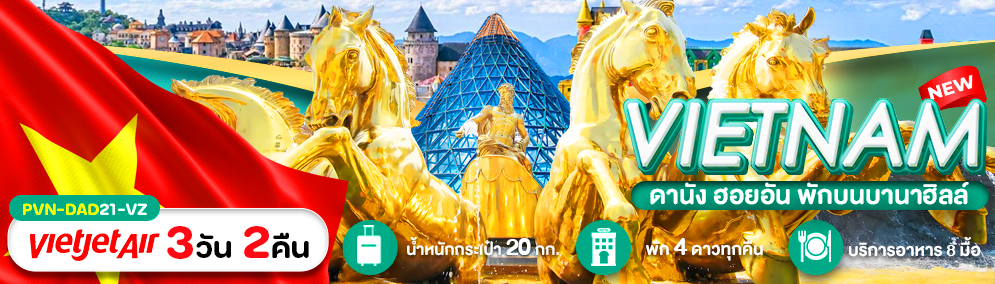 NEW
VIETNAM
ดานัง ฮอยอัน พักบนบานาฮิลล์
PVN-DAD21-VZ
vietjet AIR 3 วัน 2 คืน
น้ำหนักกระเป๋า 20 กก.
พัก 4 ดาวทุกคืน
บริการอาหาร 8 มื้อ